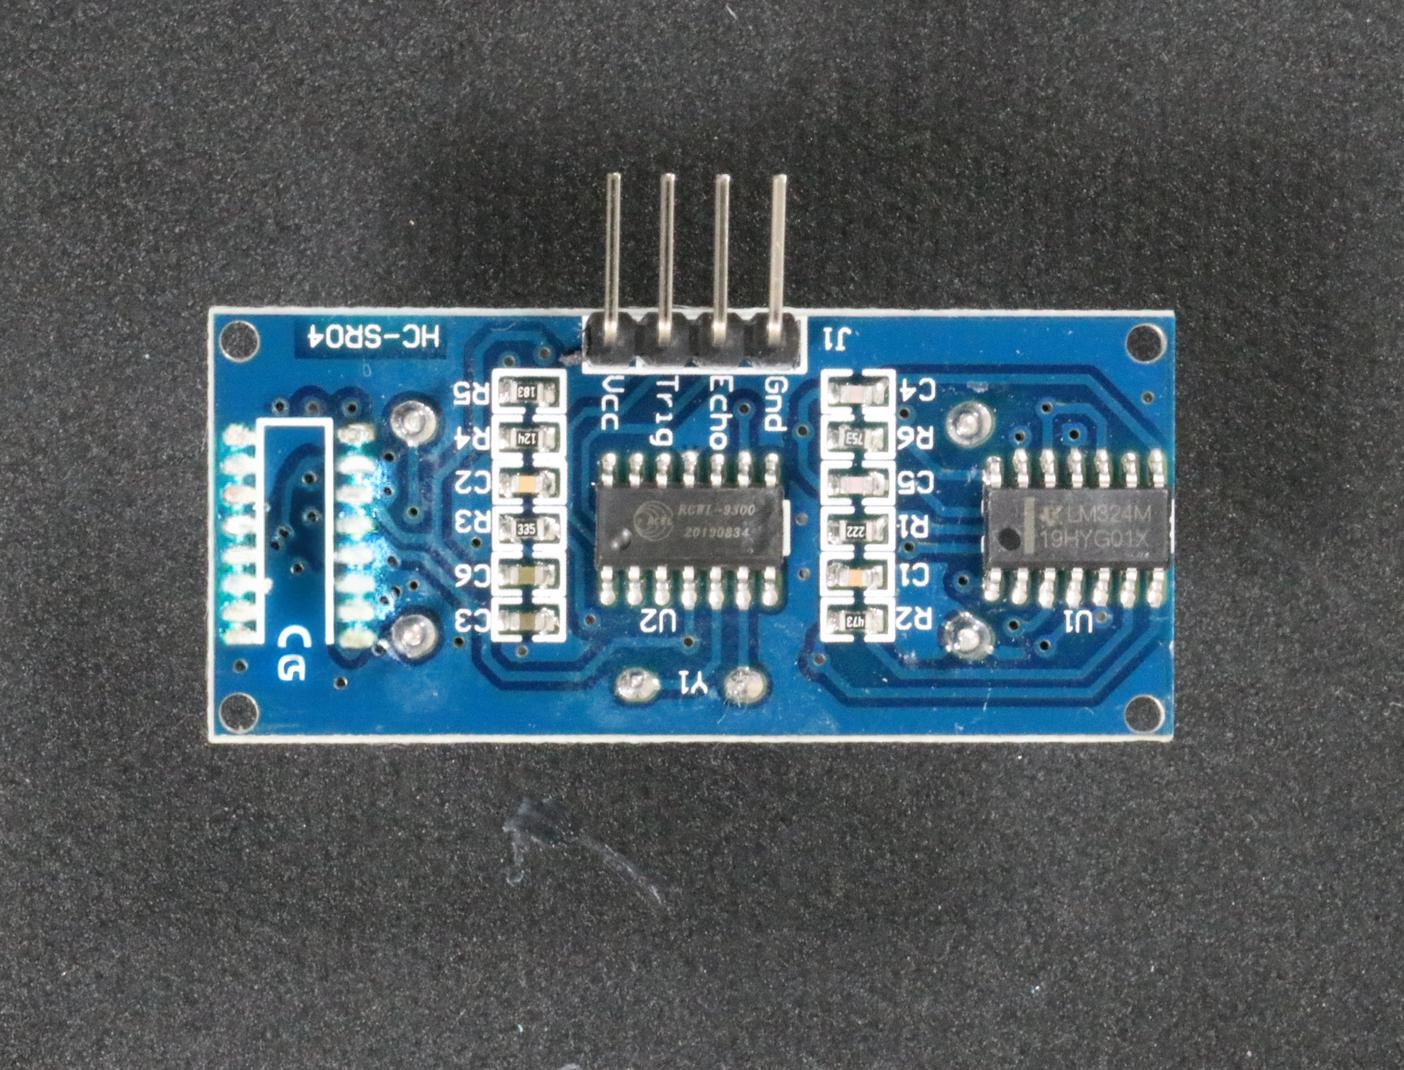 HC-SR04
J1
Vcc
Trig
Echo
Gnd
R5
183
R4
124
C2
R3
335
C6
C3
C4
R6
753
C5
R1
222
C1
R2
473
RCWL
RCWL-9300
20190834
U2
LM324M
19HYG01X
U1
Y1